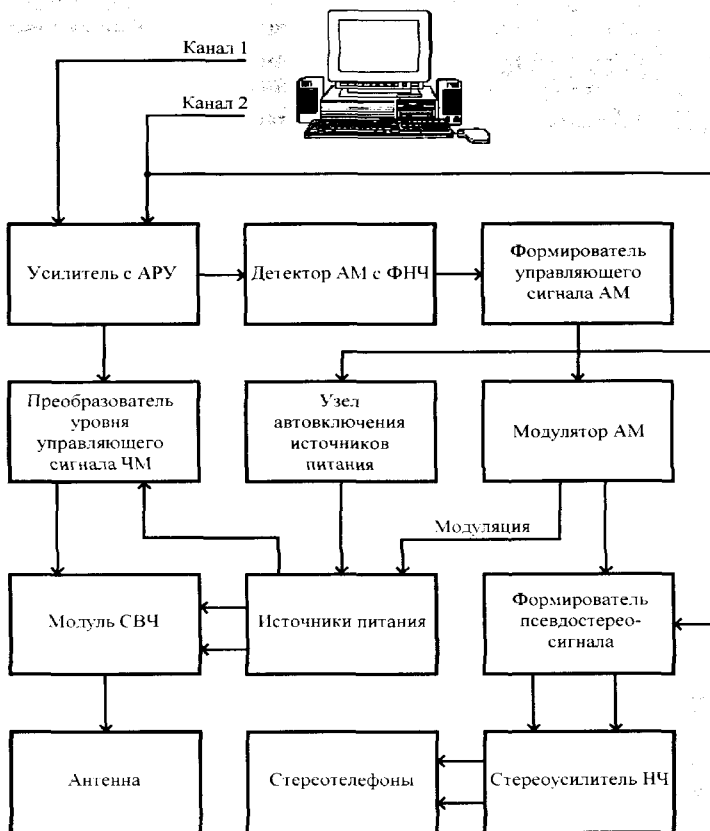 Канал 1
Канал 2
Усилитель с АРУ
Детектор АМ с ФНЧ
Формирователь
управляющего
сигнала АМ
Преобразователь
уровня
управляющего
сигнала ЧМ
Узел
автовключения
источников
питания
Модулятор АМ
Модуляция
Модуль СВЧ
Источники питания
Формирователь
псевдостерео-
сигнала
Антенна
Стереотелефоны
Стереоусилитель НЧ